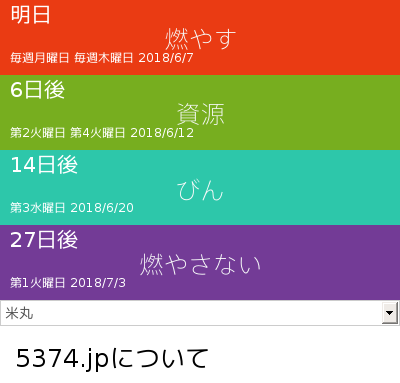 明日
燃やす
毎週月曜日 毎週木曜日 2018/6/7
6日後
資源
第2火曜日 第4火曜日 2018/6/12
14日後
びん
第3水曜日 2018/6/20
27日後
燃やさない
第1火曜日 2018/7/3
米丸
5374.jpについて